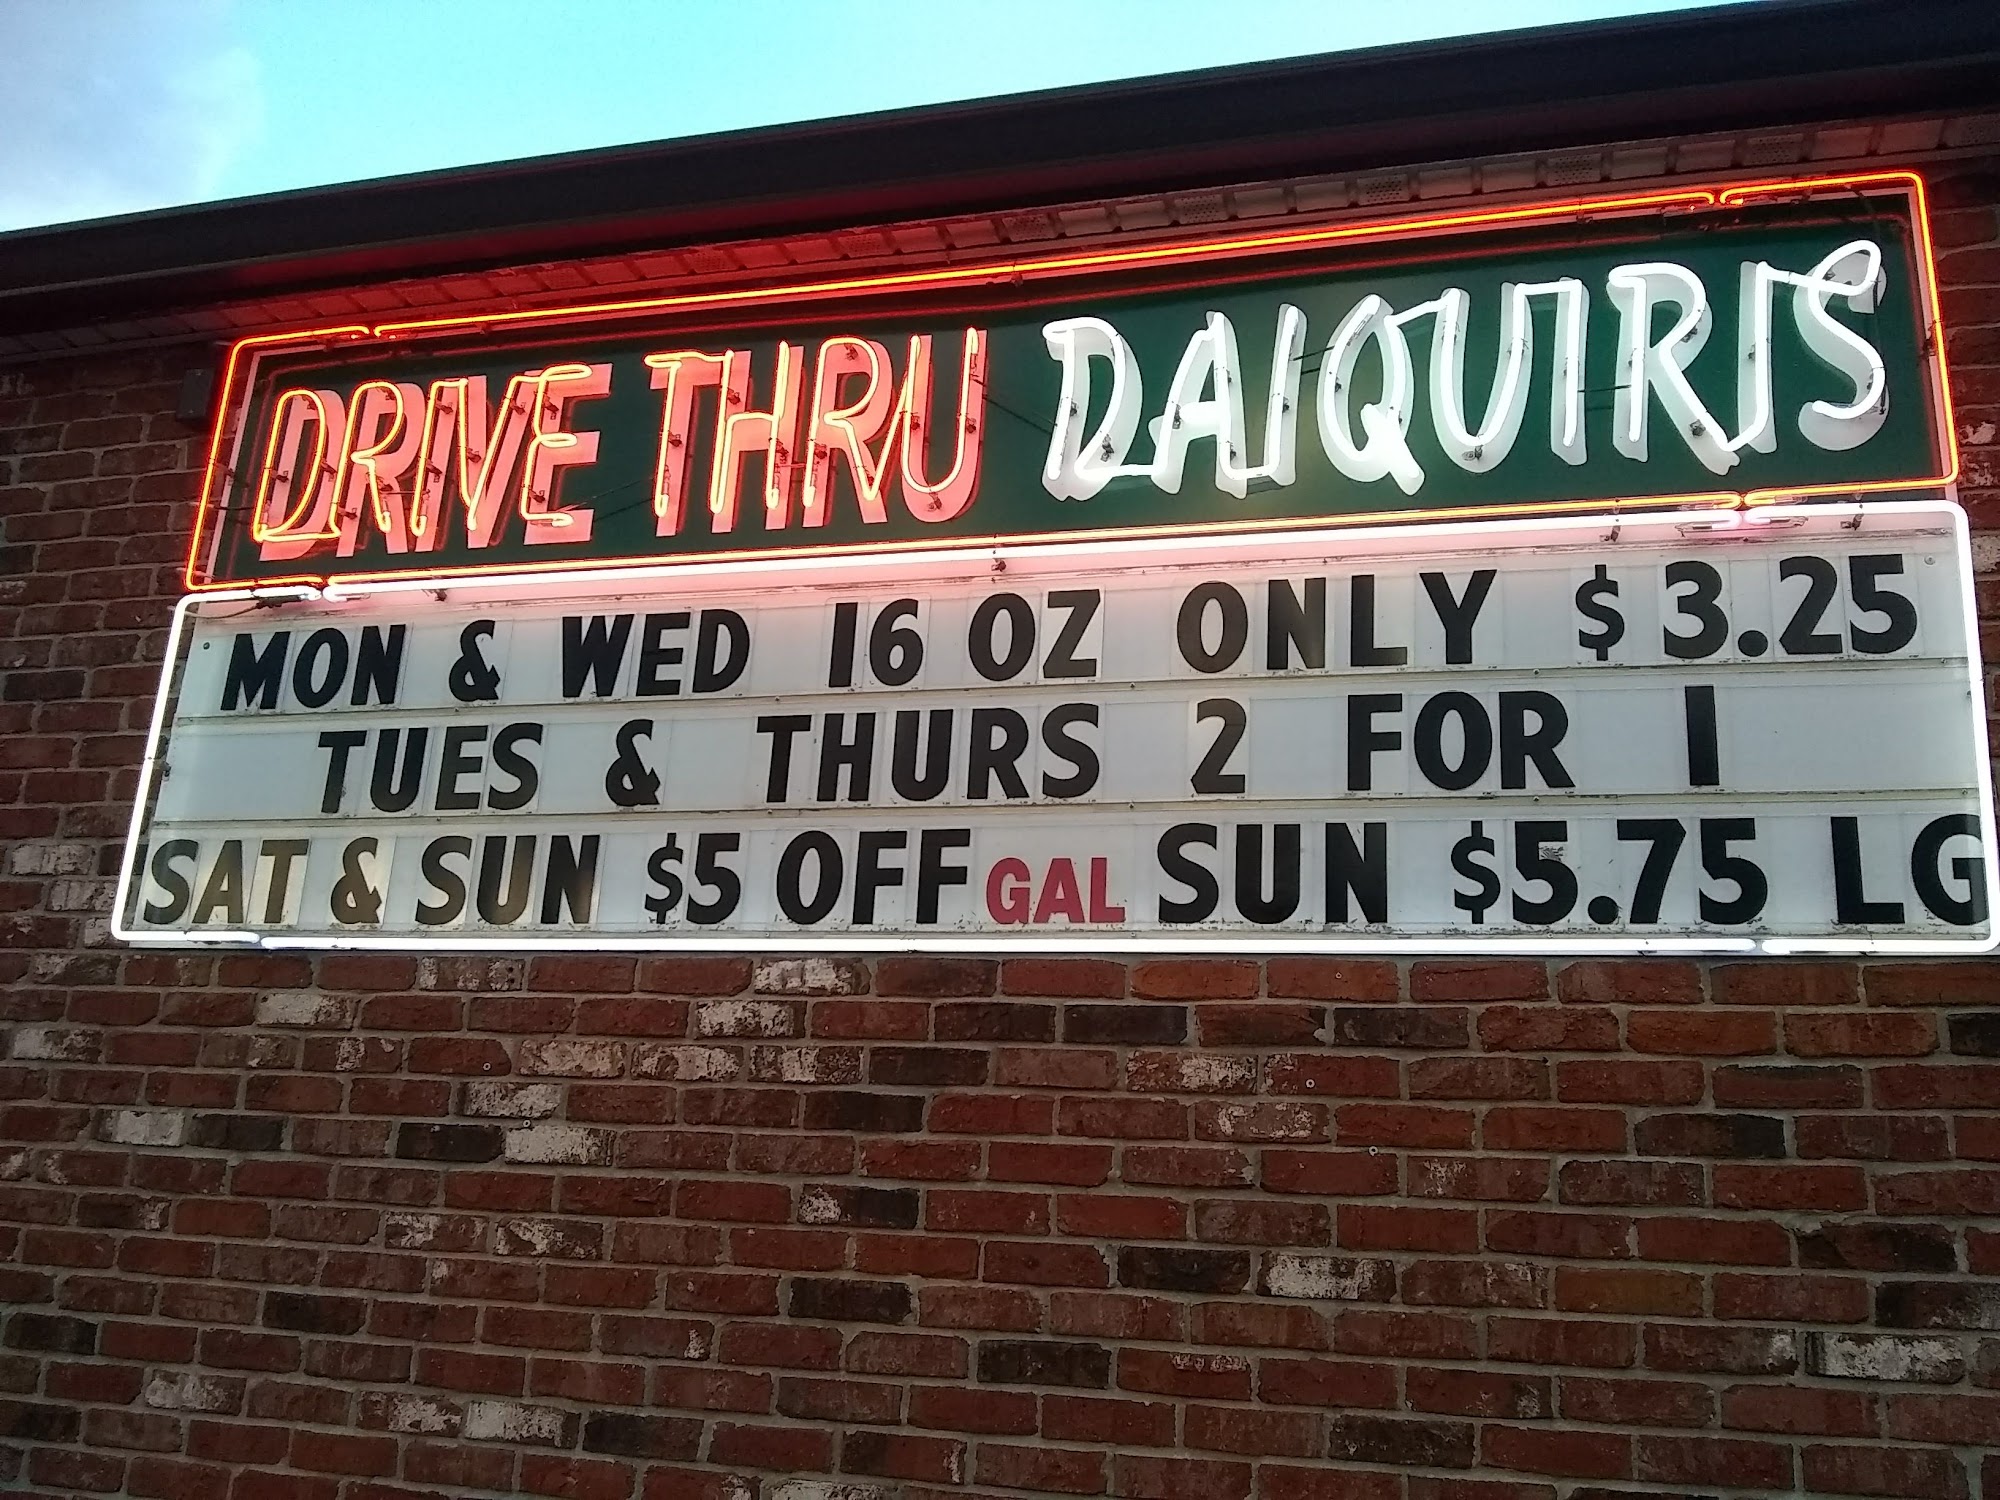 DRIVE THRU DAIQUIRIS
MON & WED 16 OZ ONLY $3.25
TUES & THURS 2 FOR 1
SAT & SUN $5 OFF GAL SUN $5.75 LG